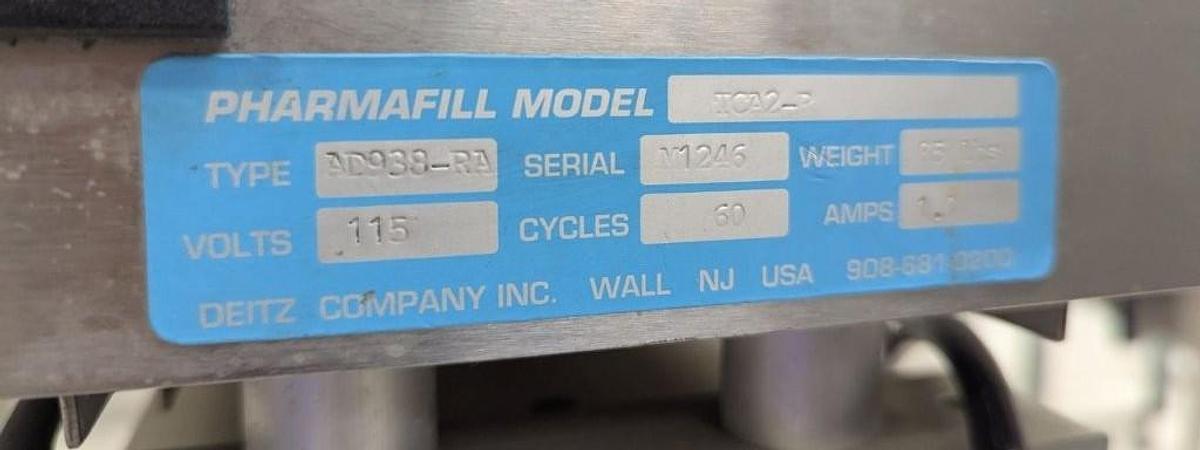 PHARMAFILL MODEL
TYPE AD938-RA SERIAL M1246 WEIGHT
VOLTS 115 CYCLES 60 AMPS
DEITZ COMPANY INC. WALL NJ USA 908-681-0200